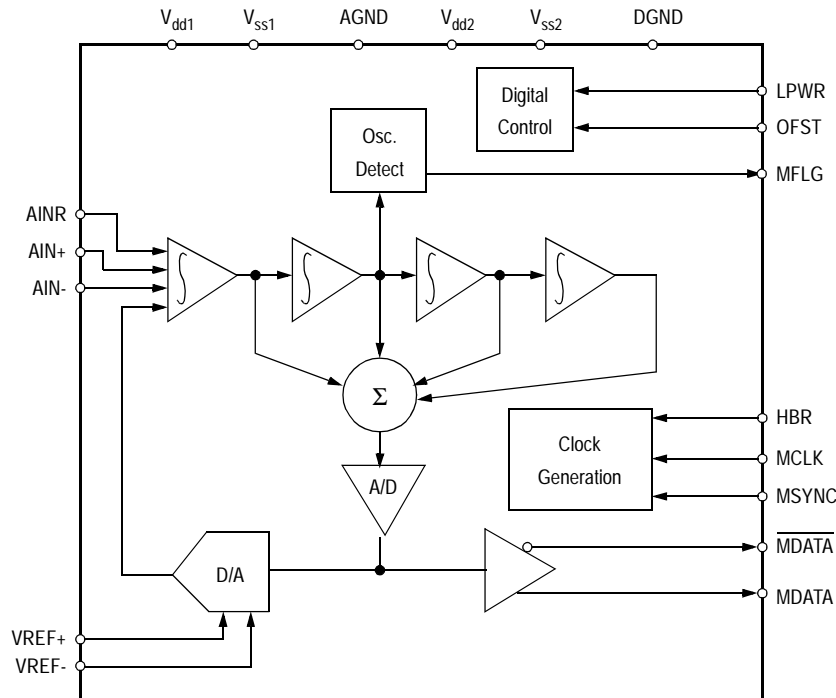 Vdd1 Vss1 AGND Vdd2 Vss2 DGND
Digital
Control
LPWR
OFST
Osc.
Detect
MFLG
AINR
AIN+
AIN-
∫ ∫ ∫ ∫
Σ
HBR
Clock
Generation
MCLK
MSYNC
A/D
MDATA
D/A
MDATA
VREF+
VREF-